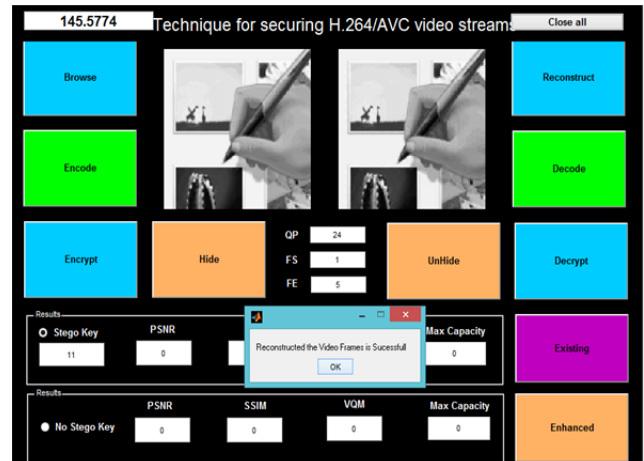 145.5774
Technique for securing H.264/AVC video streams
Close all
Browse
Reconstruct
Encode
Decode
Encrypt
Hide
QP 24
FS 1
FE 5
UnHide
Decrypt
Results
Stego Key
PSNR
Max Capacity
11
0
0
Reconstructed the Video Frames is Sucessfull
OK
Existing
Results
No Stego Key
PSNR
SSIM
VQM
Max Capacity
0
0
0
0
Enhanced